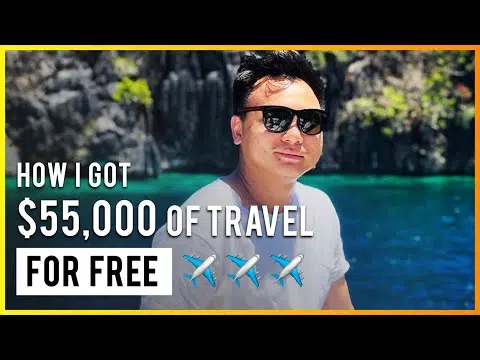 HOW I GOT
$55,000 OF TRAVEL
FOR FREE ✈✈✈